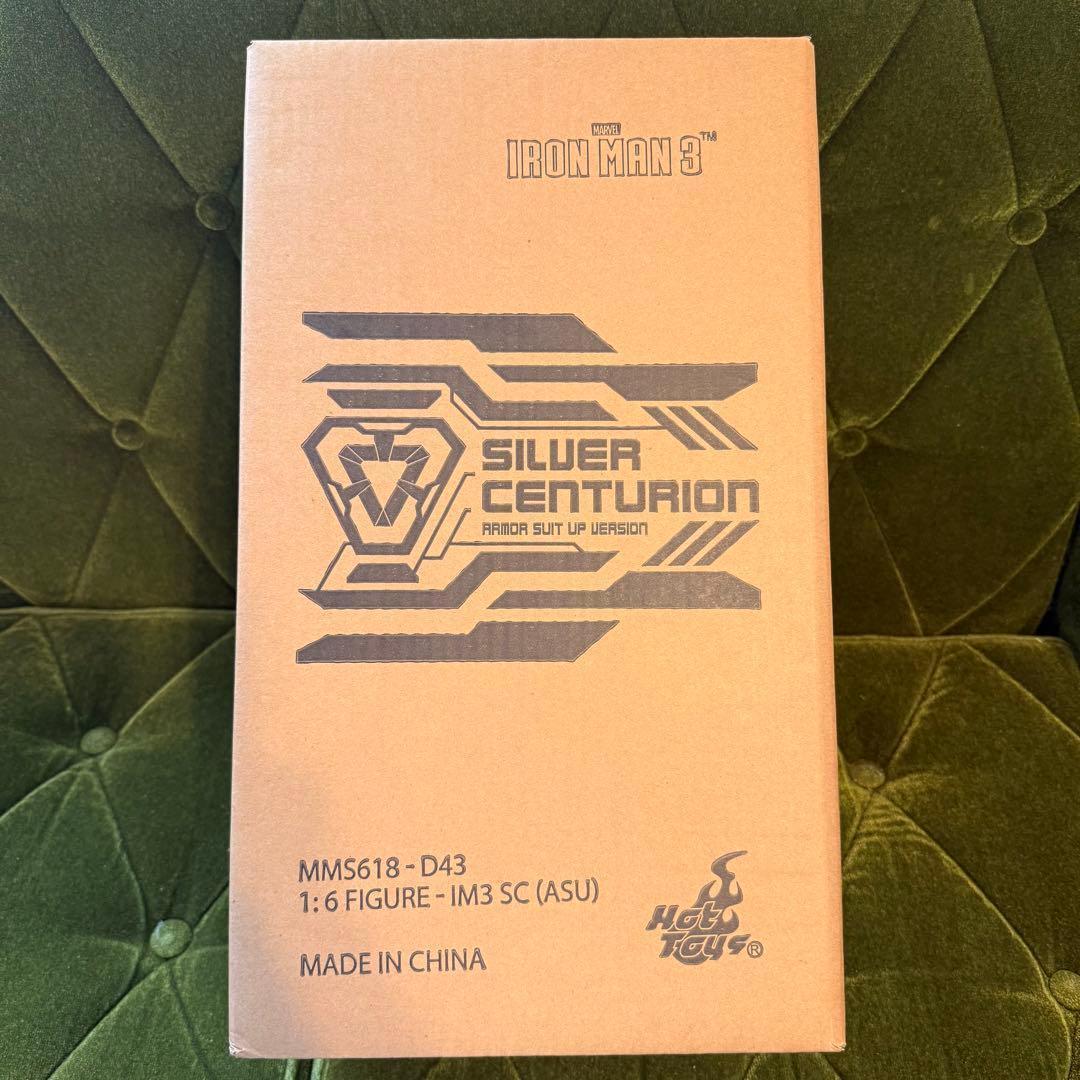 MARVEL
IRON MAN 3™
SILVER
CENTURION
ARMOR SUIT UP VERSION
MMS618 - D43
1:6 FIGURE - IM3 SC (ASU)
MADE IN CHINA
Hot
Toys®